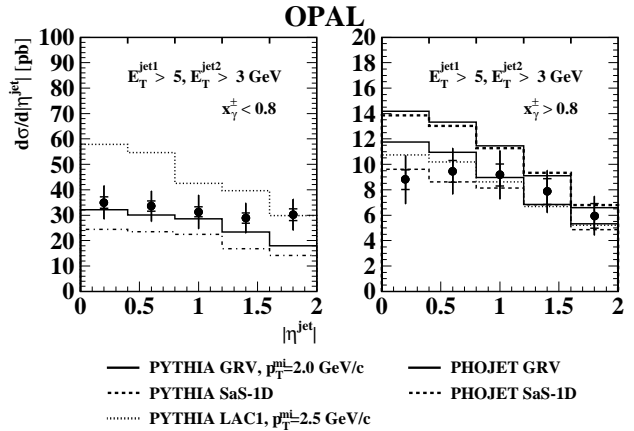 OPAL
dσ/d|η^jet| [pb]
100
90
80
70
60
50
40
30
20
10
0
E_T^jet1 > 5, E_T^jet2 > 3 GeV
x_γ^± < 0.8
0 0.5 1 1.5 2
|η^jet|
20
18
16
14
12
10
8
6
4
2
0
E_T^jet1 > 5, E_T^jet2 > 3 GeV
x_γ^± > 0.8
0 0.5 1 1.5 2
PYTHIA GRV, p_T^mi=2.0 GeV/c
PYTHIA SaS-1D
PYTHIA LAC1, p_T^mi=2.5 GeV/c
PHOJET GRV
PHOJET SaS-1D